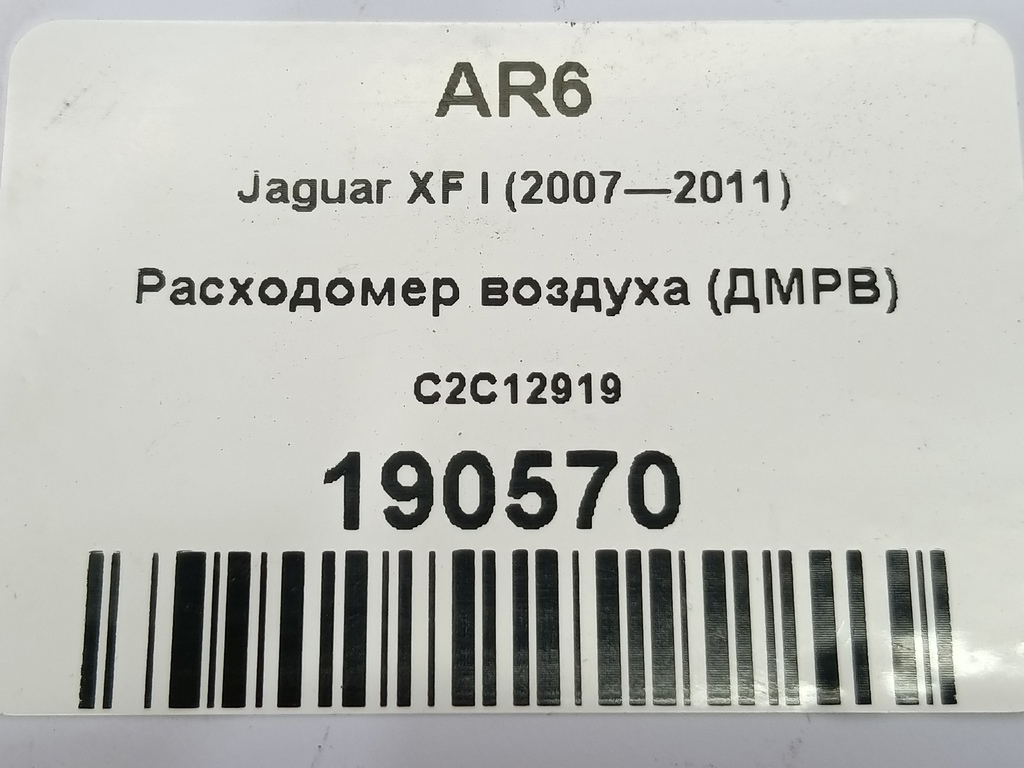 AR6
Jaguar XF I (2007—2011)
Расходомер воздуха (ДМРВ)
C2C12919
190570